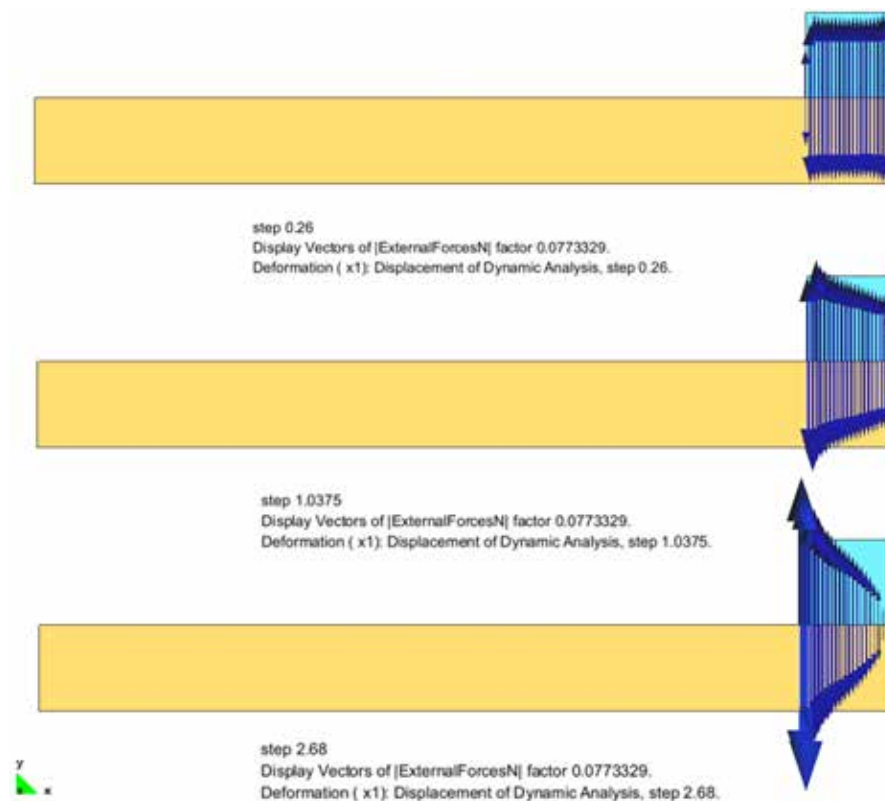 step 0.26
Display Vectors of |ExternalForcesN| factor 0.0773329.
Deformation ( x1): Displacement of Dynamic Analysis, step 0.26.
step 1.0375
Display Vectors of |ExternalForcesN| factor 0.0773329.
Deformation ( x1): Displacement of Dynamic Analysis, step 1.0375.
step 2.68
Display Vectors of |ExternalForcesN| factor 0.0773329.
Deformation ( x1): Displacement of Dynamic Analysis, step 2.68.
y
x